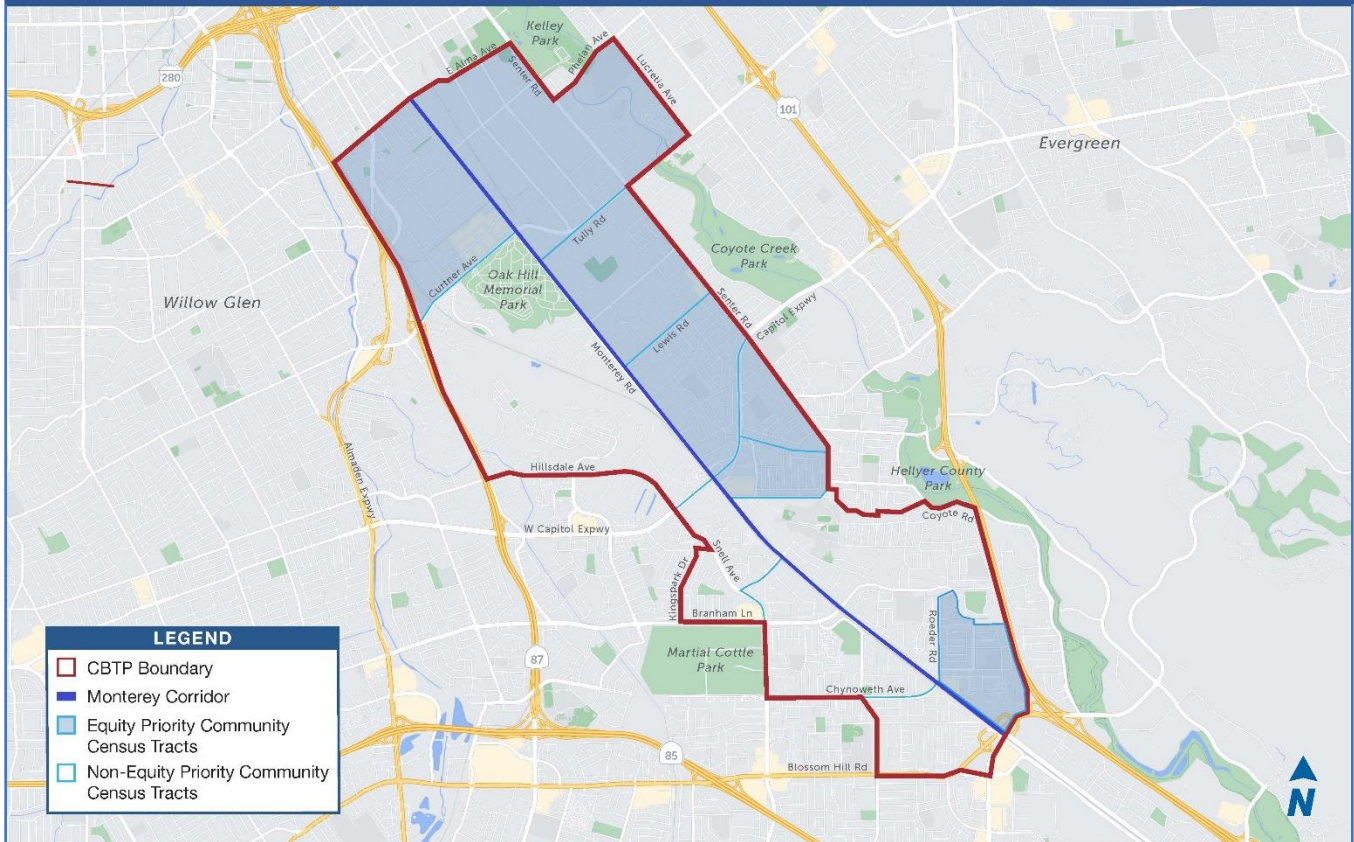 Kelley
Park
E Alma Ave
Senter Rd
Phelan Ave
Lucretia Ave
280
101
Evergreen
Tully Rd
Coyote Creek
Park
Curtner Ave
Oak Hill
Memorial
Park
Willow Glen
Senter Rd
Capitol Expwy
Lewis Rd
Monterey Rd
Almaden Expwy
Hillsdale Ave
Hellyer County
Park
Coyote Rd
W Capitol Expwy
Snell Ave
Kingspark Dr
Branham Ln
Roeder Rd
Martial Cottle
Park
87
Chynoweth Ave
85
Blossom Hill Rd
LEGEND
CBTP Boundary
Monterey Corridor
Equity Priority Community
Census Tracts
Non-Equity Priority Community
Census Tracts
N